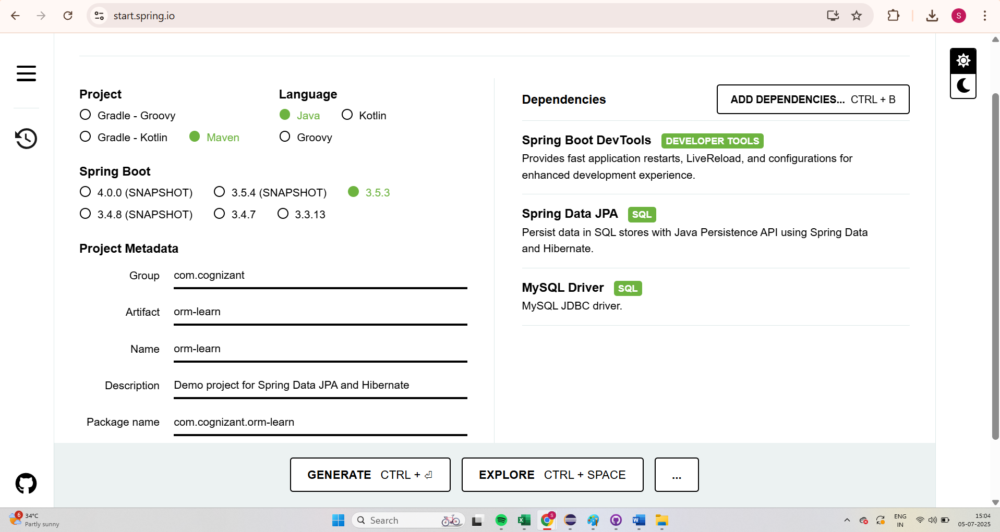 start.spring.io
S
Project
Gradle - Groovy
Gradle - Kotlin
Maven
Language
Java
Kotlin
Groovy
Spring Boot
4.0.0 (SNAPSHOT)
3.5.4 (SNAPSHOT)
3.5.3
3.4.8 (SNAPSHOT)
3.4.7
3.3.13
Project Metadata
Group com.cognizant
Artifact orm-learn
Name orm-learn
Description Demo project for Spring Data JPA and Hibernate
Package name com.cognizant.orm-learn
Dependencies
ADD DEPENDENCIES... CTRL + B
Spring Boot DevTools DEVELOPER TOOLS
Provides fast application restarts, LiveReload, and configurations for
enhanced development experience.
Spring Data JPA SQL
Persist data in SQL stores with Java Persistence API using Spring Data
and Hibernate.
MySQL Driver SQL
MySQL JDBC driver.
GENERATE CTRL + ⏎
EXPLORE CTRL + SPACE
...
6
34°C
Partly sunny
Search
S
ENG
IN
15:04
05-07-2025